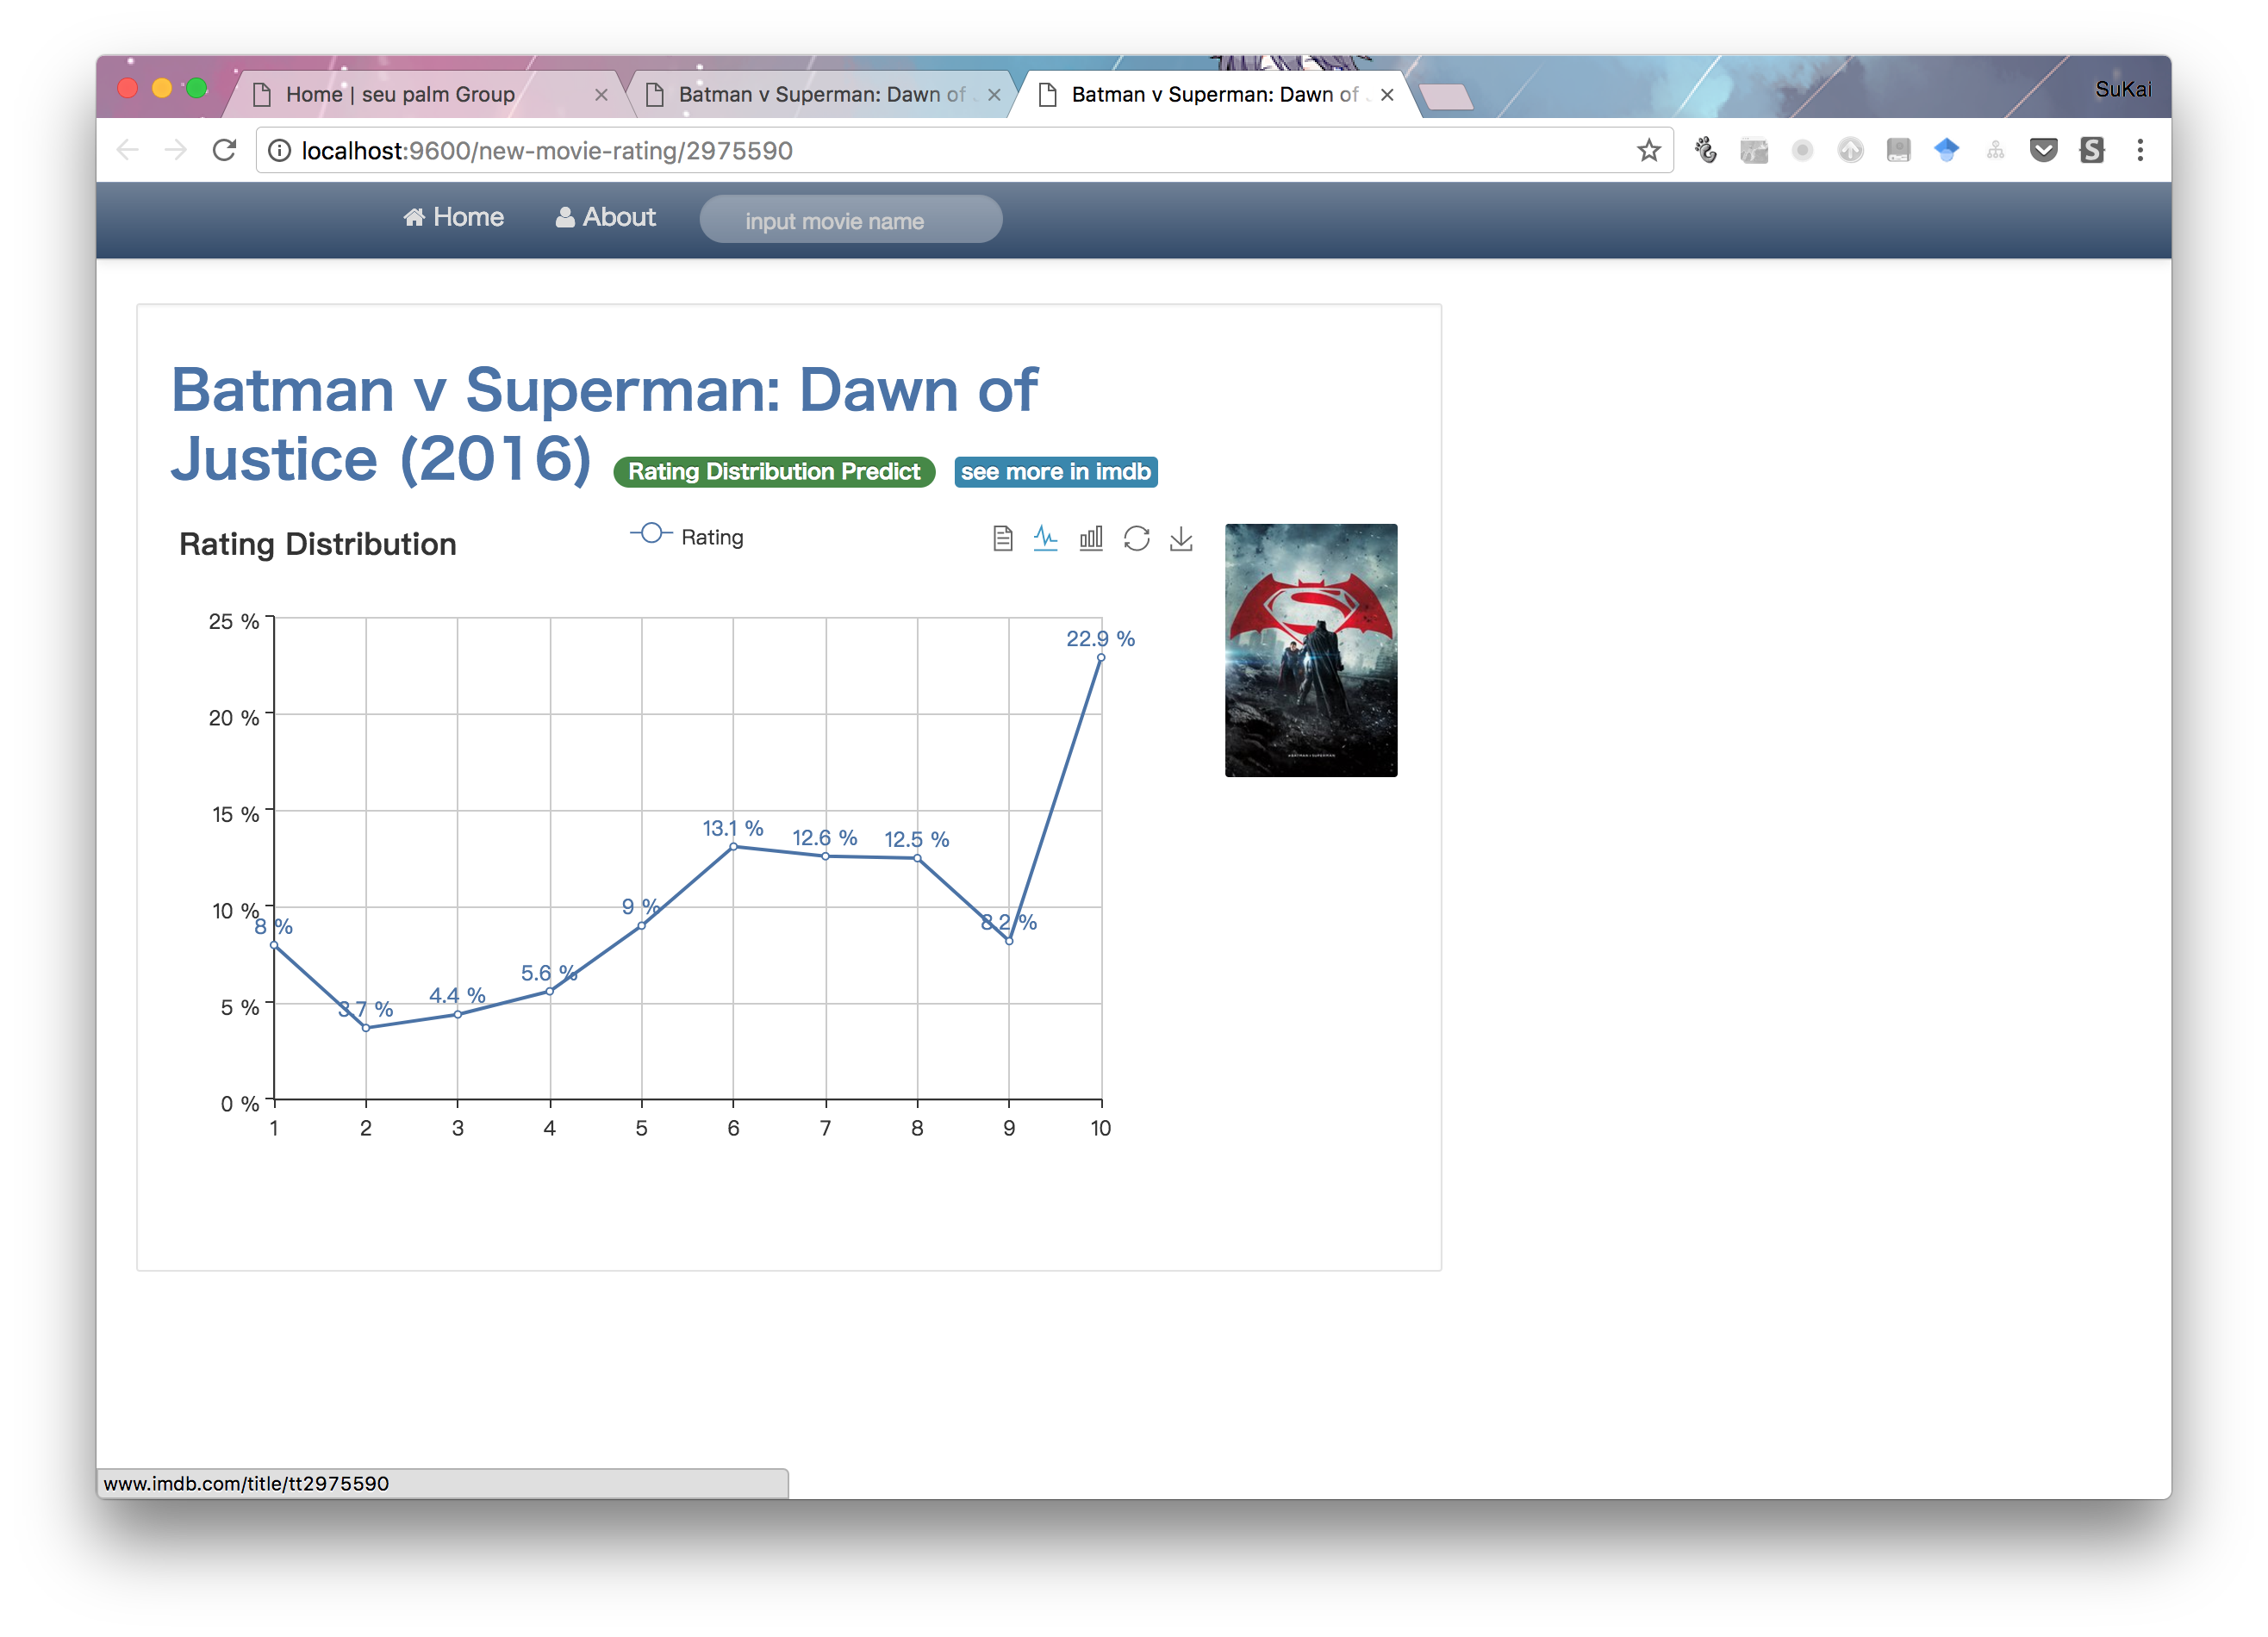 Home | seu palm Group
Batman v Superman: Dawn of
Batman v Superman: Dawn of
SuKai
localhost:9600/new-movie-rating/2975590
Home
About
input movie name
Batman v Superman: Dawn of
Justice (2016) Rating Distribution Predict see more in imdb
Rating Distribution
Rating
25 %
20 %
15 %
10 %
5 %
0 %
8 %
3.7 %
4.4 %
5.6 %
9 %
13.1 %
12.6 %
12.5 %
8.2 %
22.9 %
1 2 3 4 5 6 7 8 9 10
www.imdb.com/title/tt2975590